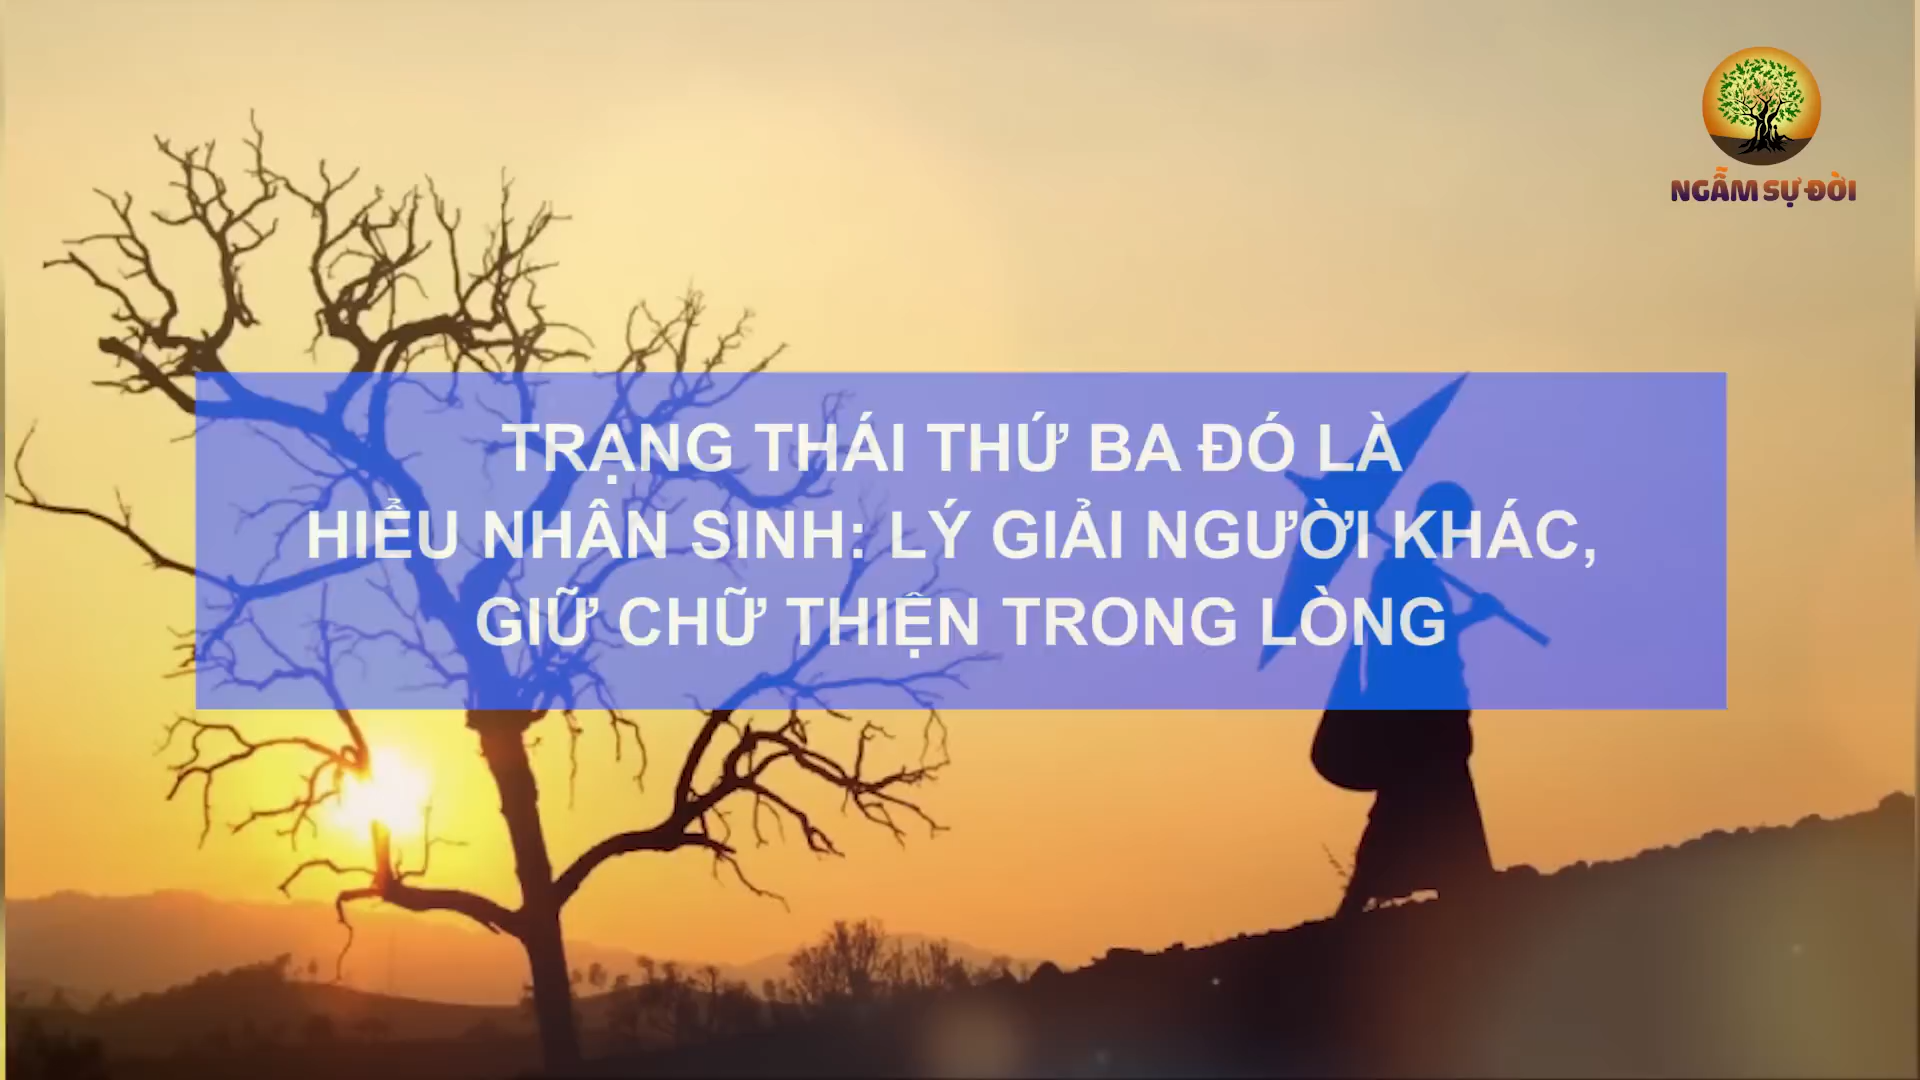 NGẪM SỰ ĐỜI
TRẠNG THÁI THỨ BA ĐÓ LÀ
HIỂU NHÂN SINH: LÝ GIẢI NGƯỜI KHÁC,
GIỮ CHỮ THIỆN TRONG LÒNG